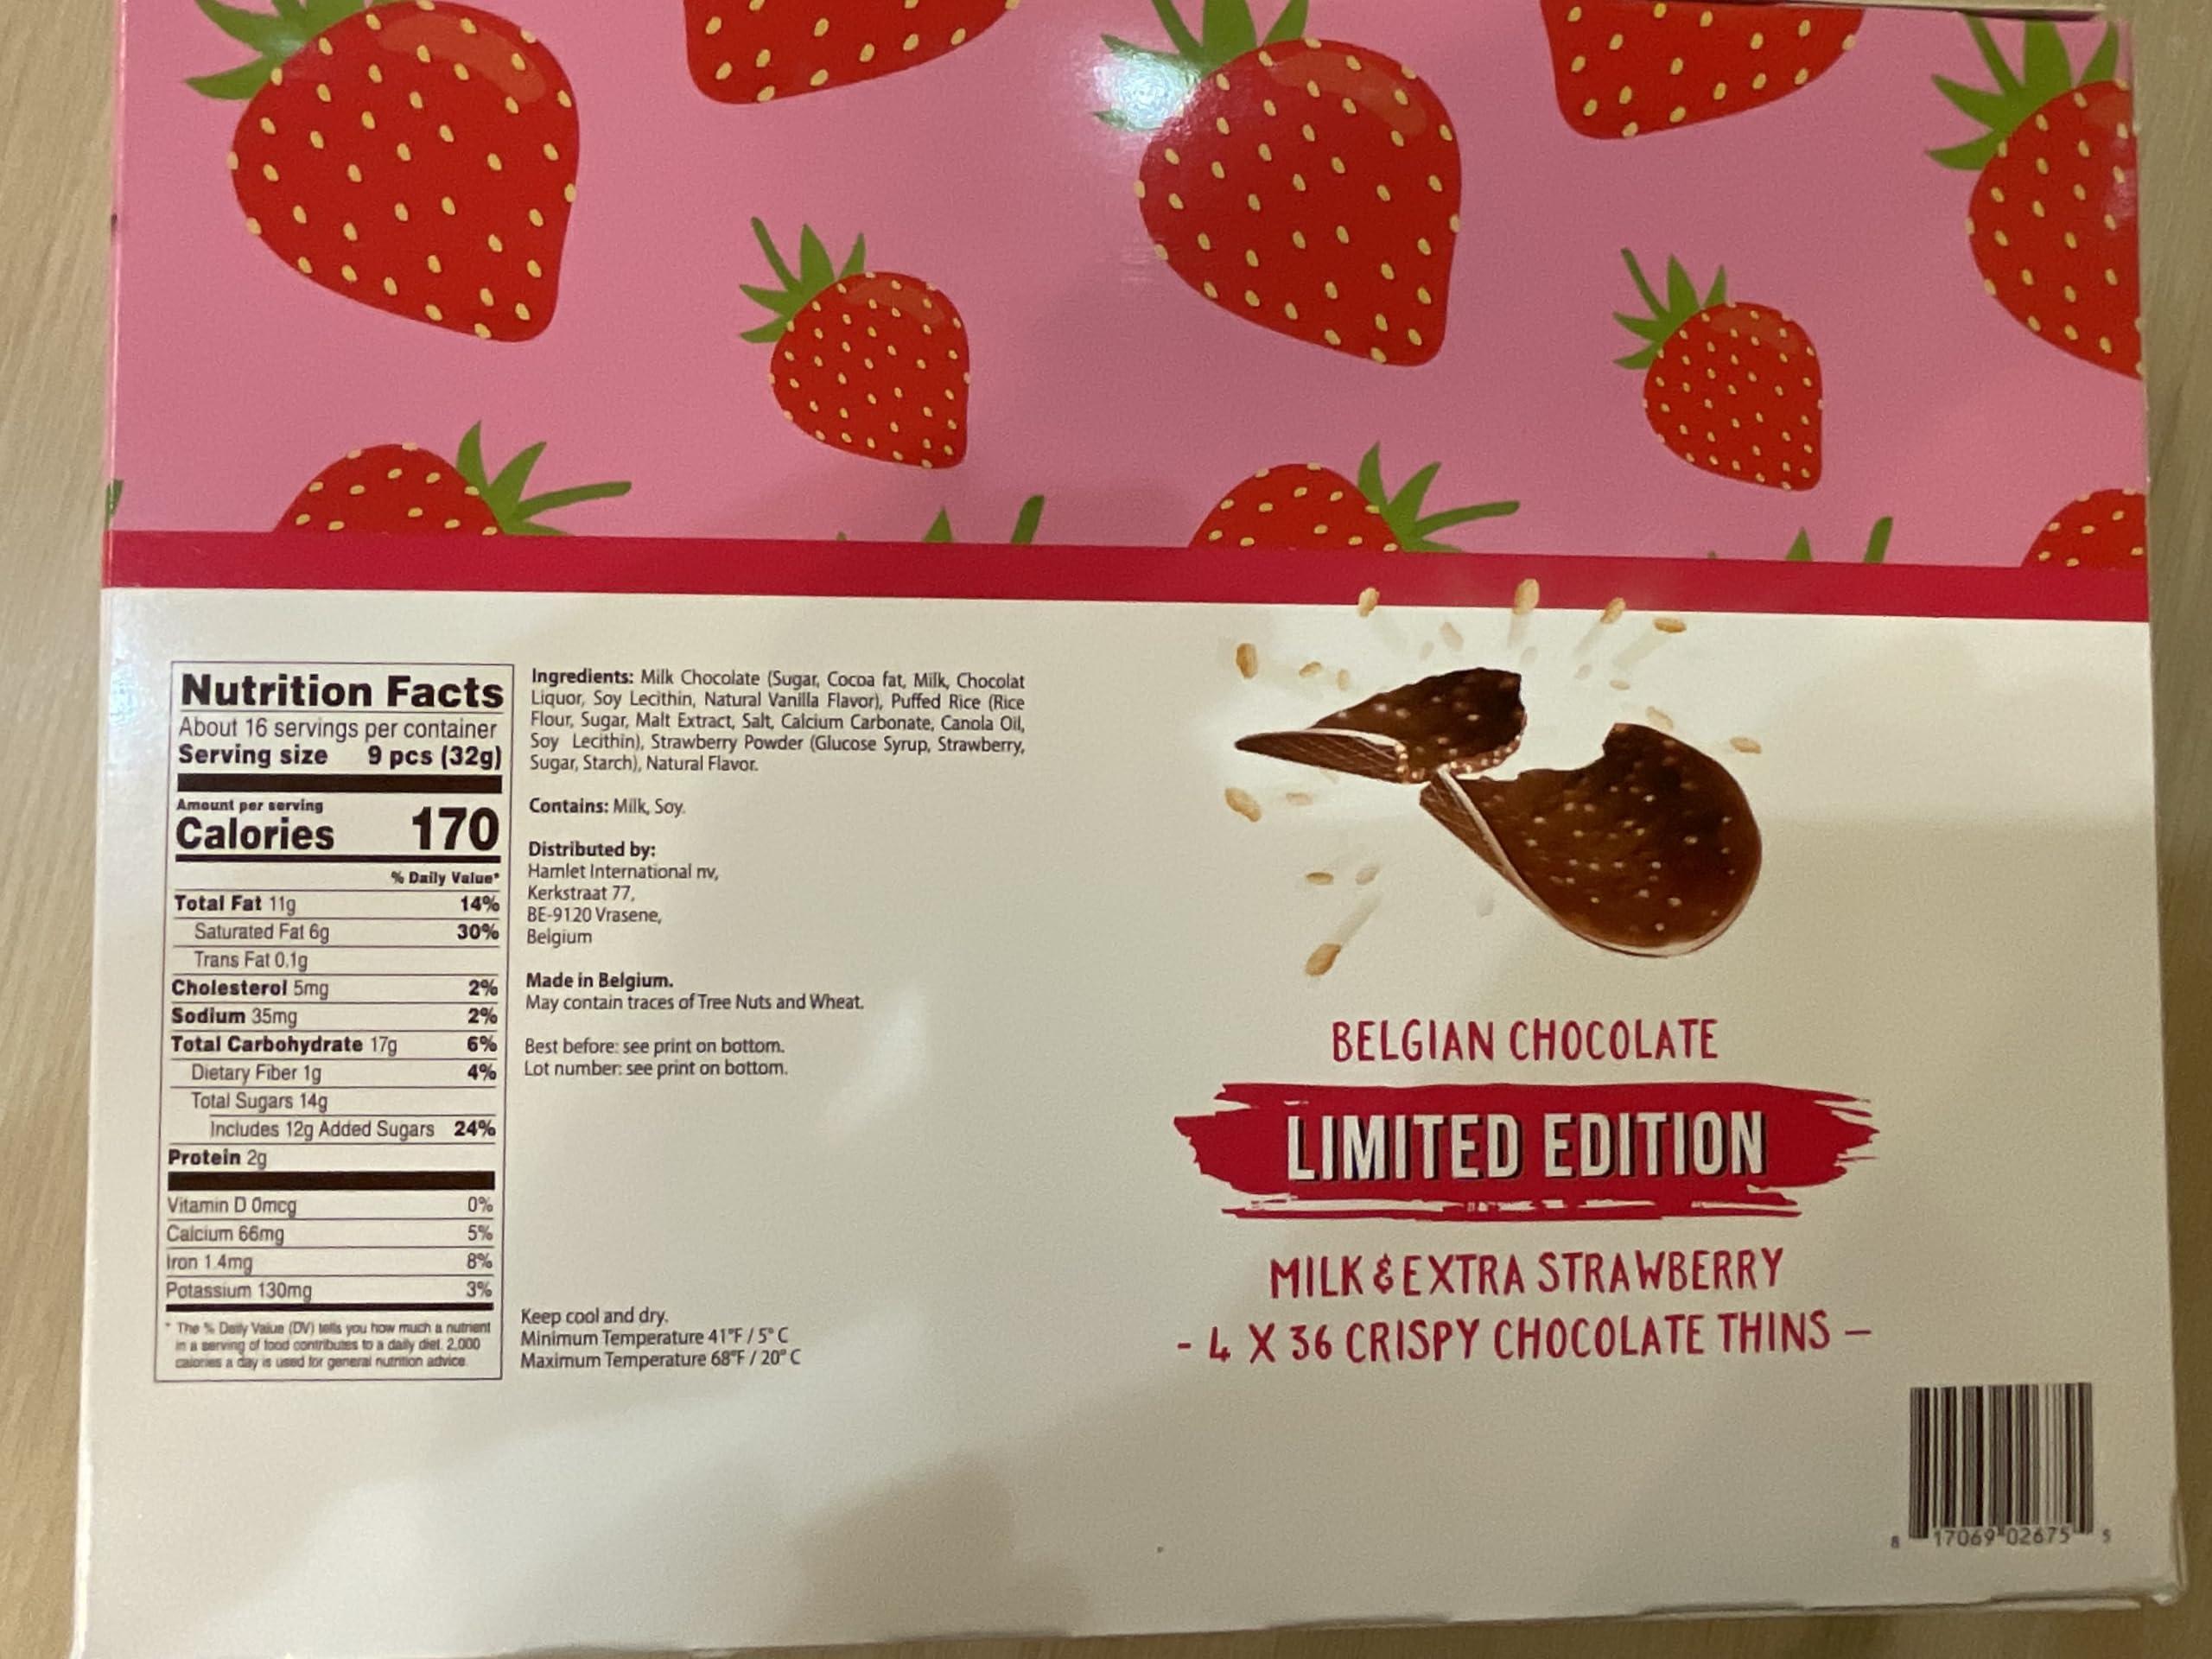 Nutrition Facts
About 16 servings per container
Serving size 9 pcs (32g)
Amount per serving
Calories 170
% Daily Value*
Total Fat 11g 14%
Saturated Fat 6g 30%
Trans Fat 0.1g
Cholesterol 5mg 2%
Sodium 35mg 2%
Total Carbohydrate 17g 6%
Dietary Fiber 1g 4%
Total Sugars 14g
Includes 12g Added Sugars 24%
Protein 2g
Vitamin D 0mcg 0%
Calcium 66mg 5%
Iron 1.4mg 8%
Potassium 130mg 3%
* The % Daily Value (DV) tells you how much a nutrient
in a serving of food contributes to a daily diet. 2,000
calories a day is used for general nutrition advice.
Ingredients: Milk Chocolate (Sugar, Cocoa fat, Milk, Chocolat
Liquor, Soy Lecithin, Natural Vanilla Flavor), Puffed Rice (Rice
Flour, Sugar, Malt Extract, Salt, Calcium Carbonate, Canola Oil,
Soy Lecithin), Strawberry Powder (Glucose Syrup, Strawberry,
Sugar, Starch), Natural Flavor.
Contains: Milk, Soy.
Distributed by:
Hamlet International nv,
Kerkstraat 77,
BE-9120 Vrasene,
Belgium
Made in Belgium.
May contain traces of Tree Nuts and Wheat.
Best before: see print on bottom.
Lot number: see print on bottom.
Keep cool and dry.
Minimum Temperature 41°F / 5° C
Maximum Temperature 68°F / 20° C
BELGIAN CHOCOLATE
LIMITED EDITION
MILK & EXTRA STRAWBERRY
- 4 X 36 CRISPY CHOCOLATE THINS -
8 17069 02675 5